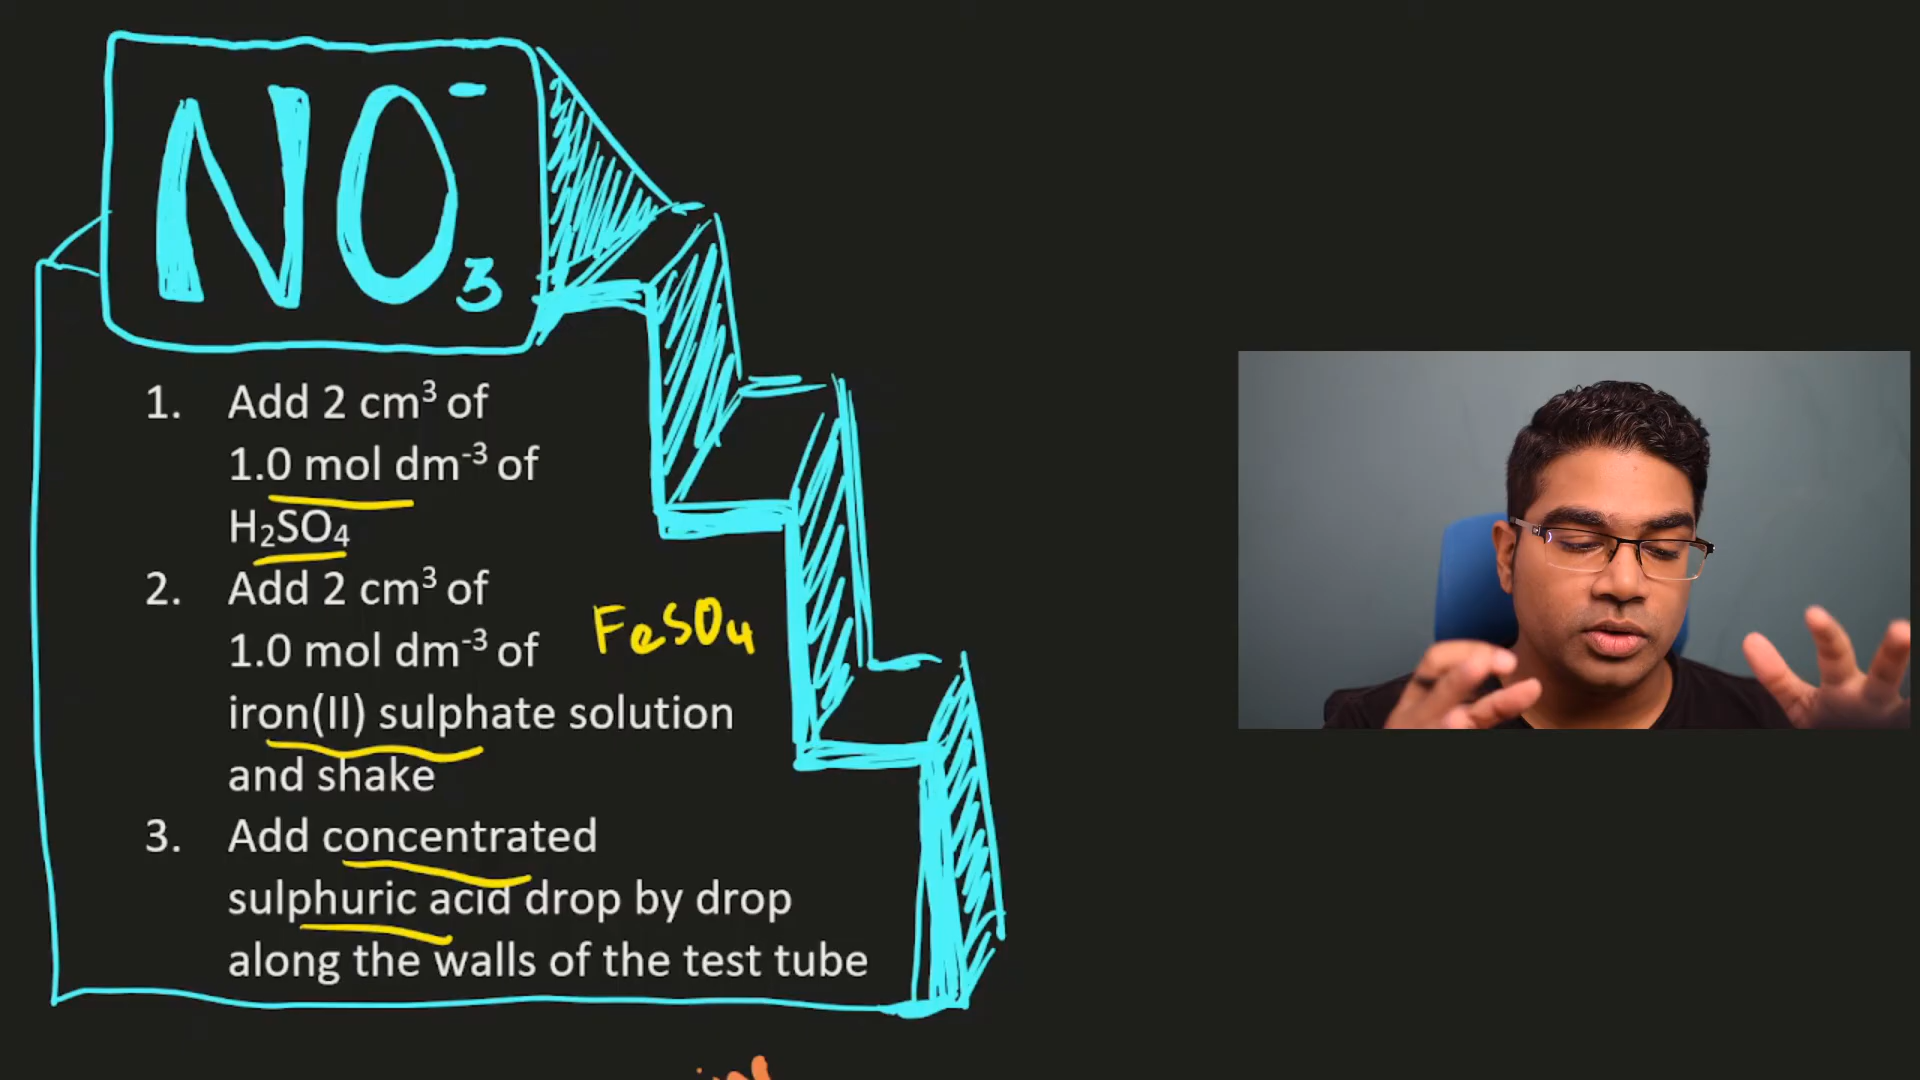 NO₃⁻
1. Add 2 cm³ of
1.0 mol dm⁻³ of
H₂SO₄
2. Add 2 cm³ of
1.0 mol dm⁻³ of
FeSO₄
iron(II) sulphate solution
and shake
3. Add concentrated
sulphuric acid drop by drop
along the walls of the test tube